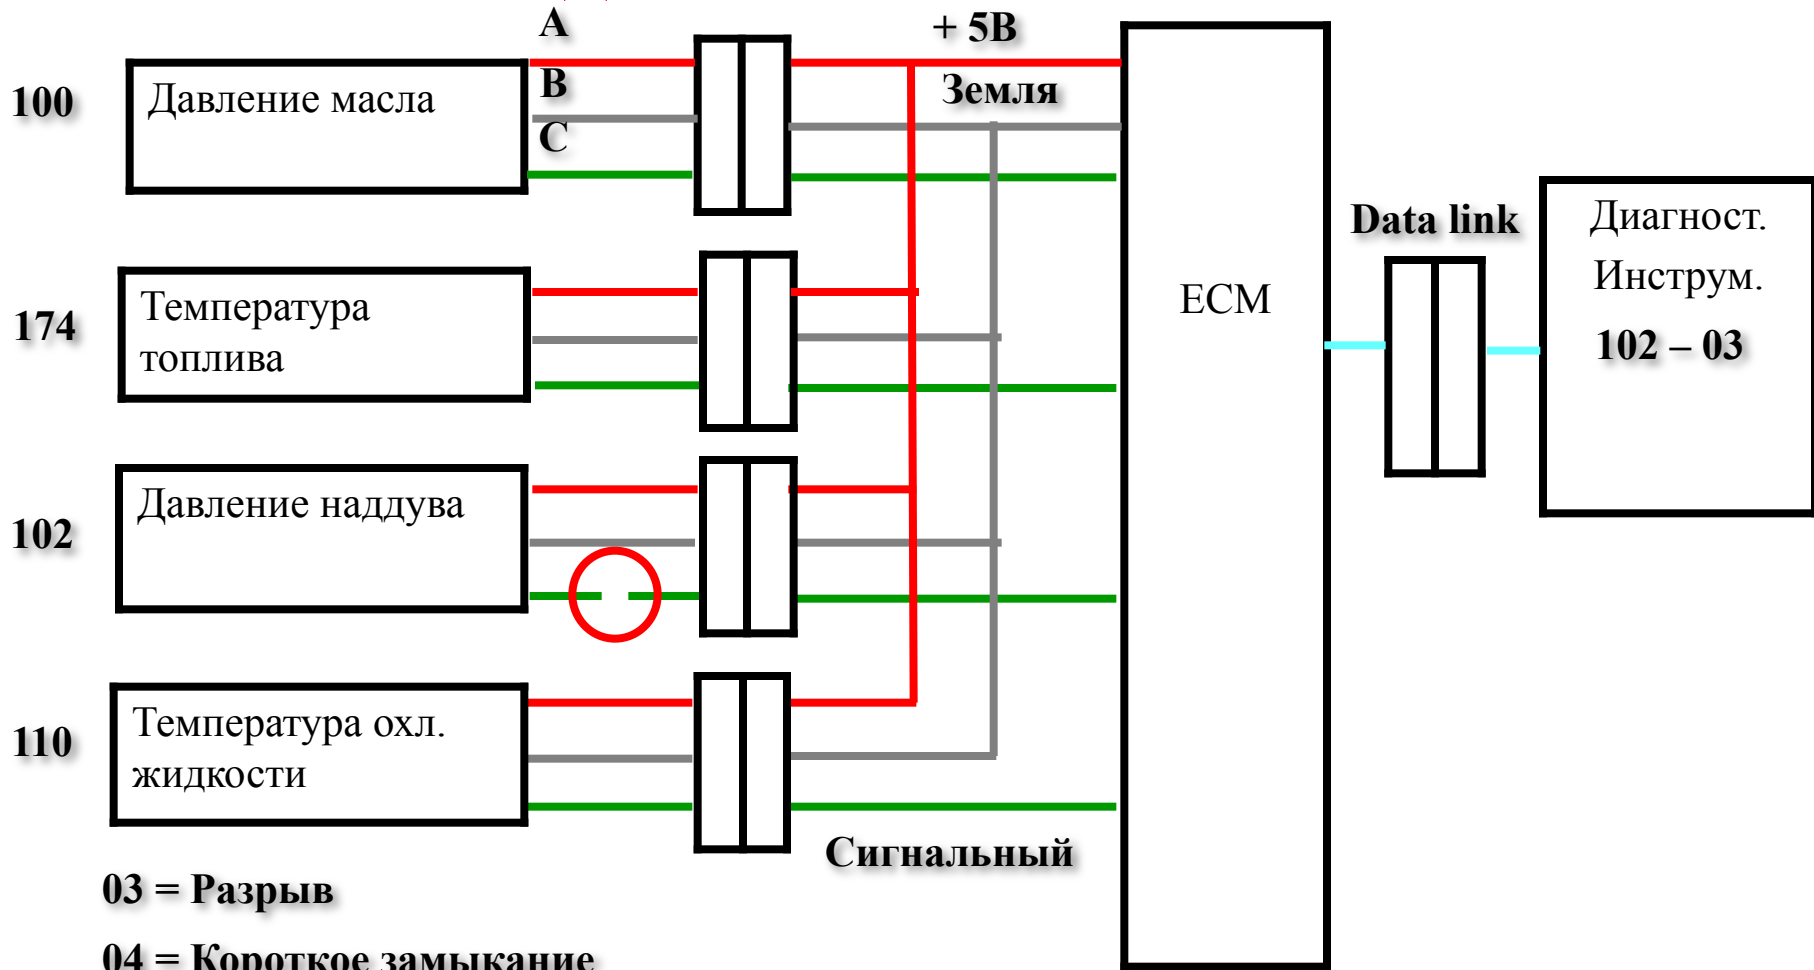 A
+ 5В
B
Земля
C
100
Давление масла
Data link
Диагност.
Инструм.
102 – 03
ECM
174
Температура
топлива
102
Давление наддува
110
Температура охл.
жидкости
Сигнальный
03 = Разрыв
04 = Короткое замыкание